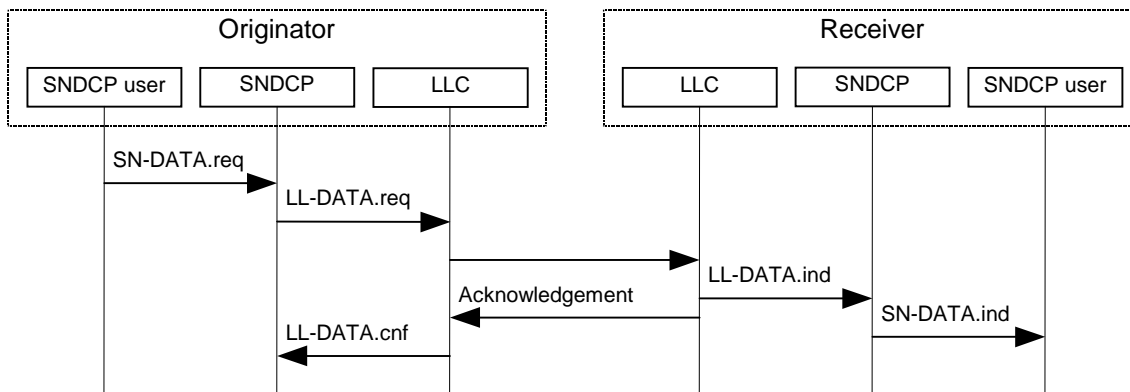 Originator
Receiver
SNDCP user
SNDCP
LLC
LLC
SNDCP
SNDCP user
SN-DATA.req
LL-DATA.req
LL-DATA.ind
Acknowledgement
SN-DATA.ind
LL-DATA.cnf